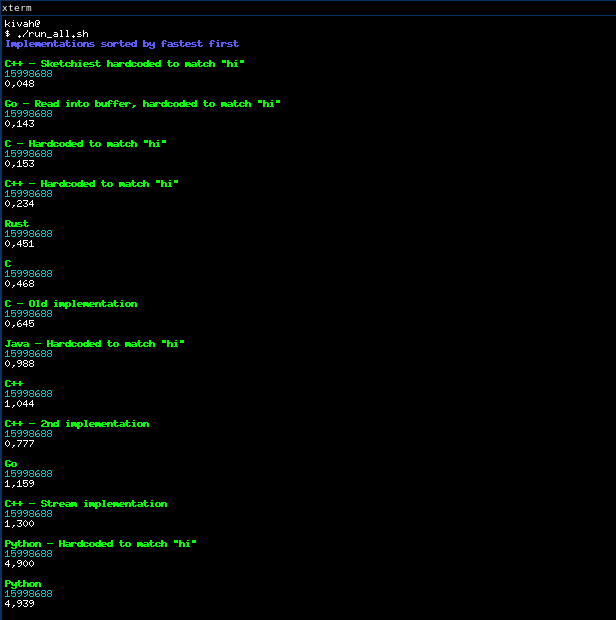 xterm
kivah@
$ ./run_all.sh
Implementations sorted by fastest first
C++ - Sketchiest hardcoded to match "hi"
15998688
0,048
Go - Read into buffer, hardcoded to match "hi"
15998688
0,143
C - Hardcoded to match "hi"
15998688
0,153
C++ - Hardcoded to match "hi"
15998688
0,234
Rust
15998688
0,451
C
15998688
0,468
C - Old implementation
15998688
0,645
Java - Hardcoded to match "hi"
15998688
0,988
C++
15998688
1,044
C++ - 2nd implementation
15998688
0,777
Go
15998688
1,159
C++ - Stream implementation
15998688
1,300
Python - Hardcoded to match "hi"
15998688
4,900
Python
15998688
4,939